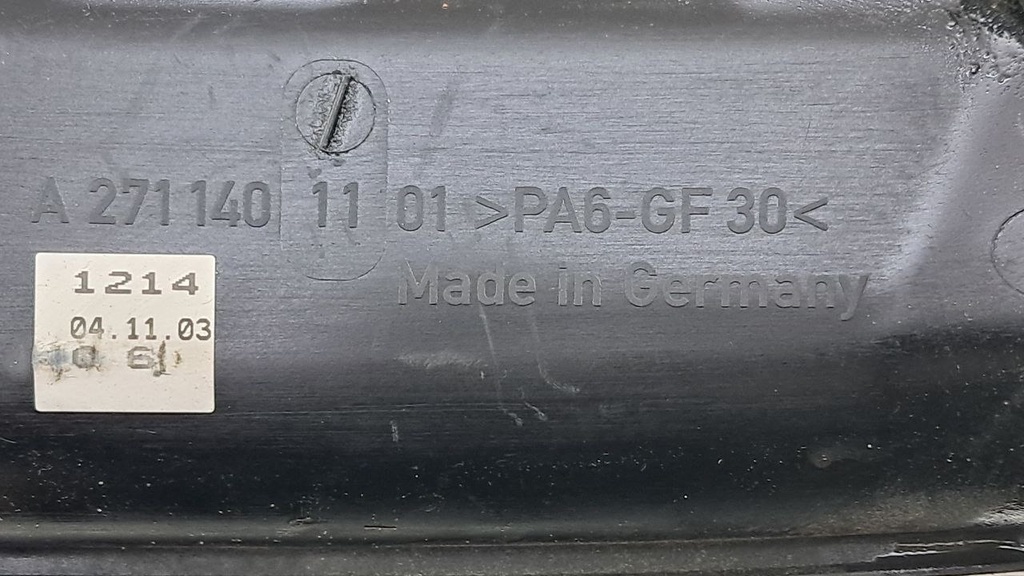 A 271 140 11 01 >PA6-GF 30<
Made in Germany
1214
04.11.03